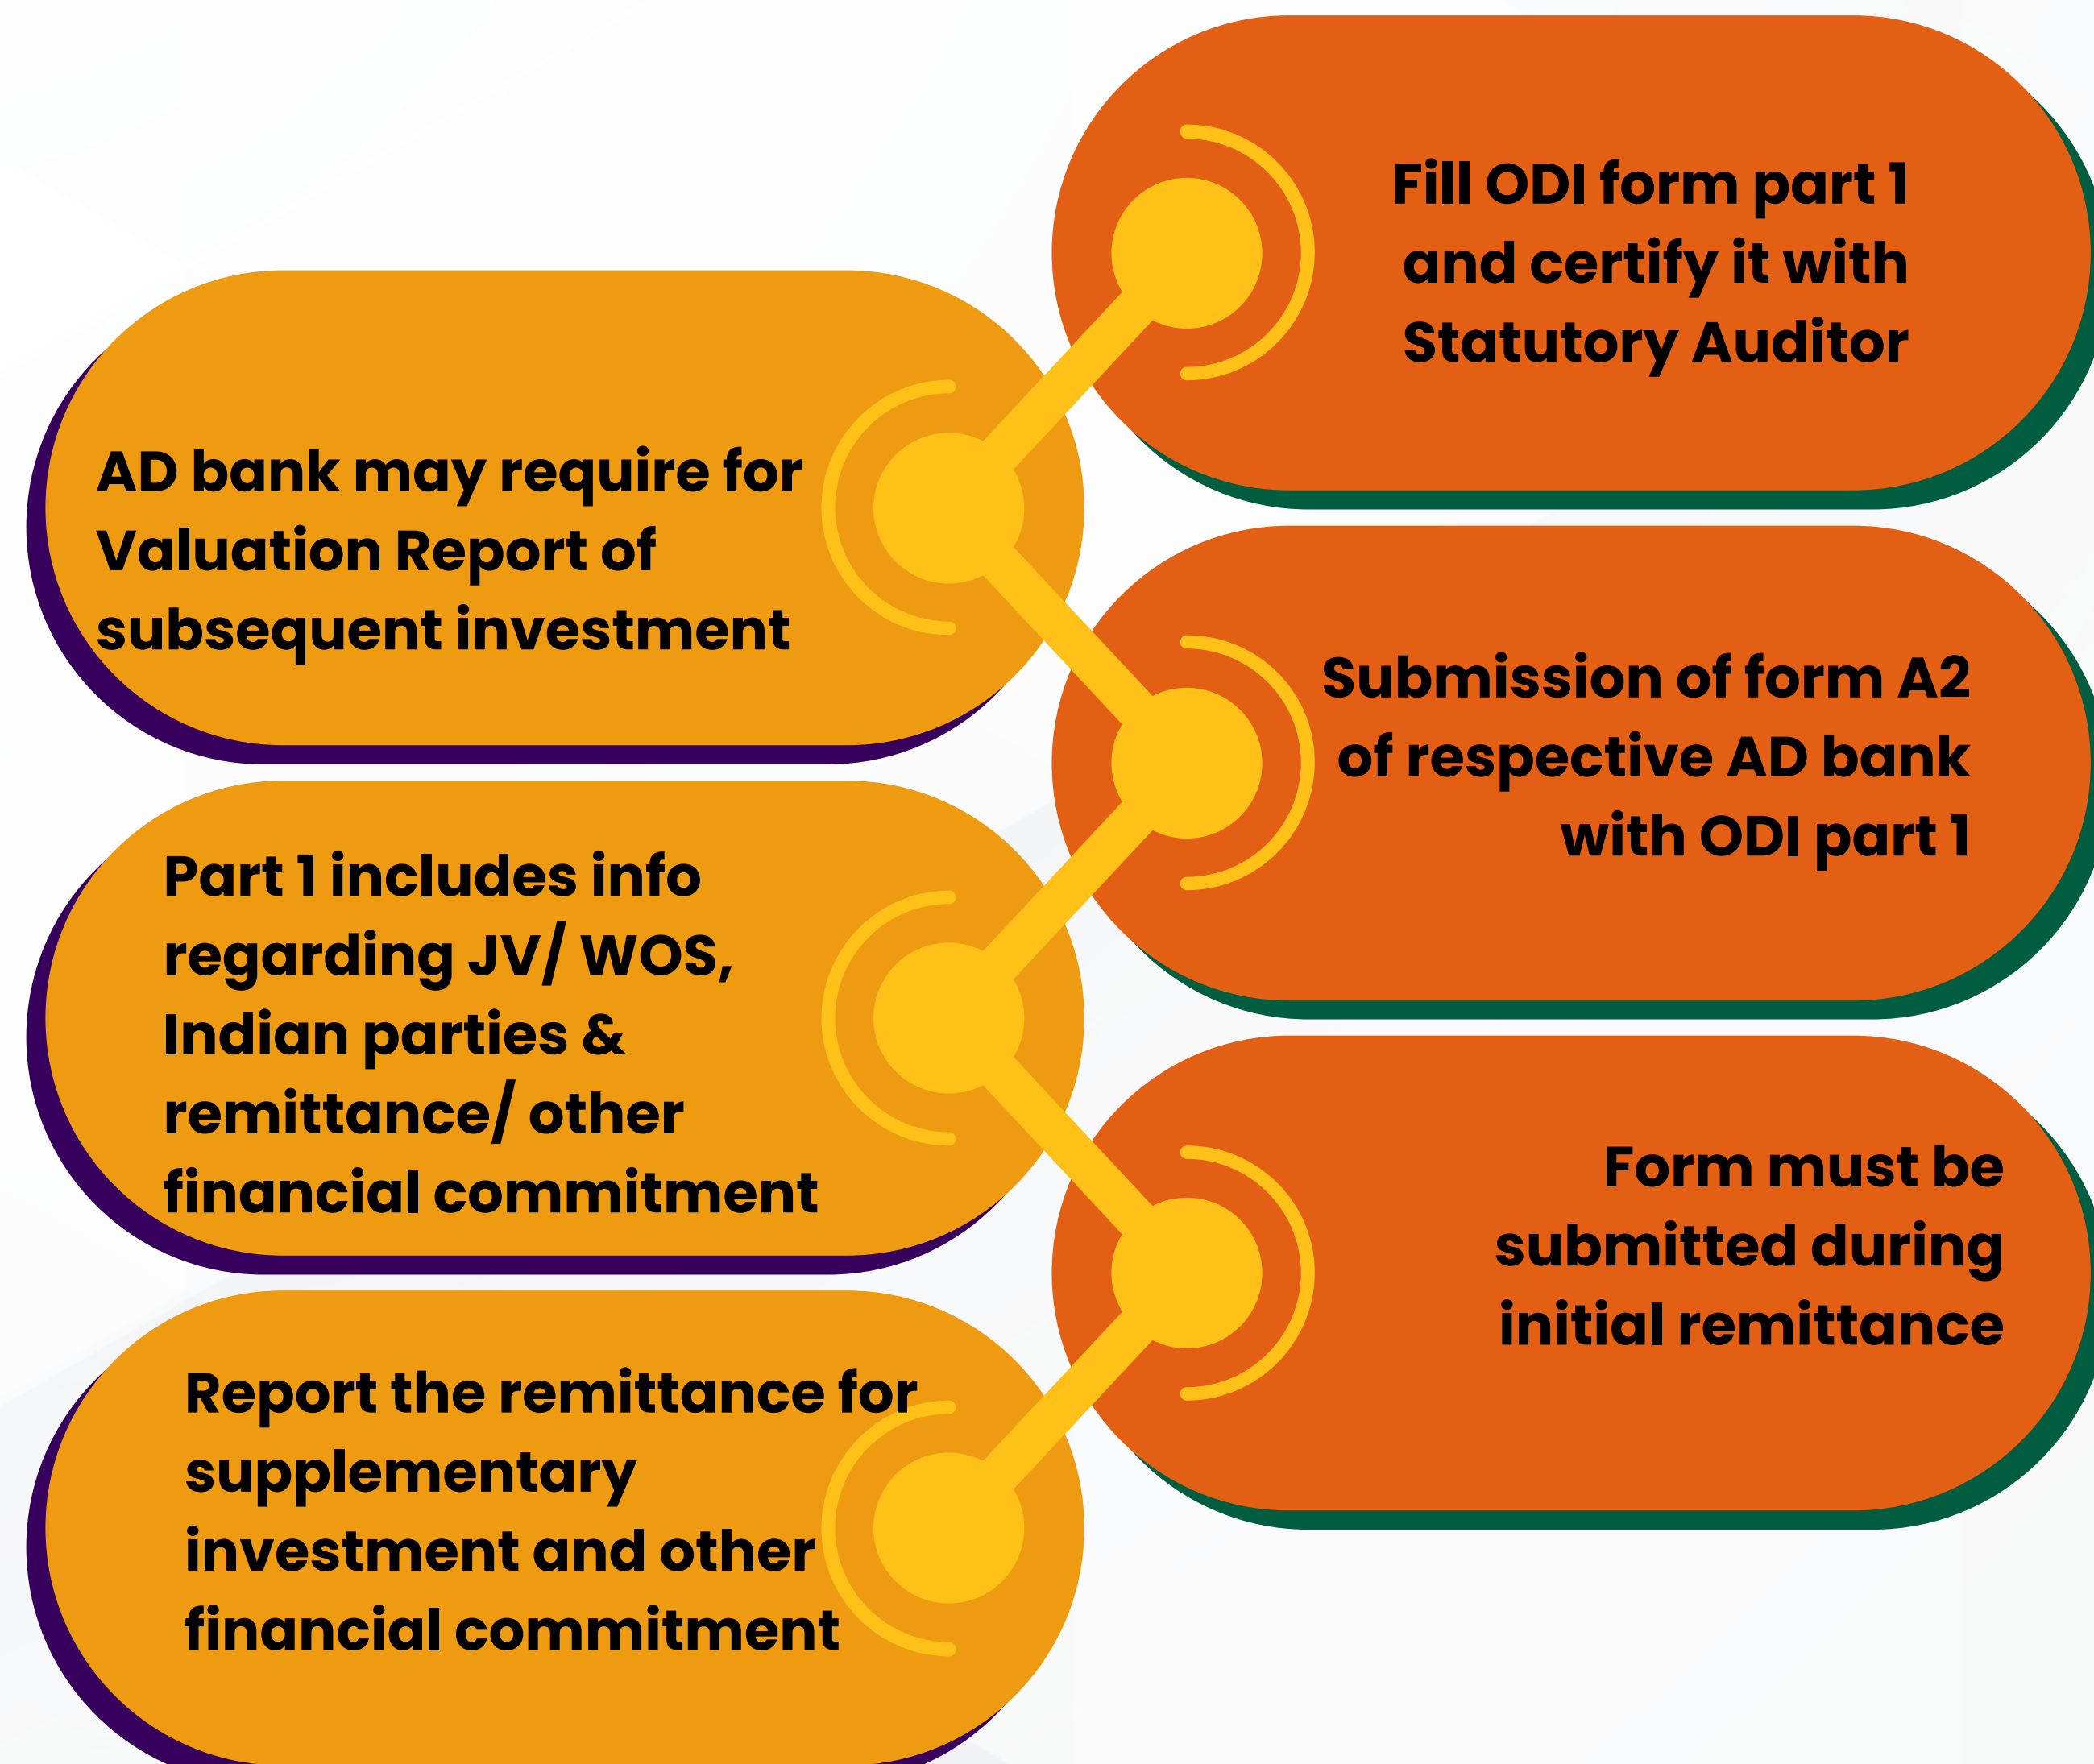 Fill ODI form part 1
and certify it with
Statutory Auditor
AD bank may require for
Valuation Report of
subsequent investment
Submission of form A2
of respective AD bank
with ODI part 1
Part 1 includes info
regarding JV/ WOS,
Indian parties &
remittance/ other
financial commitment
Form must be
submitted during
initial remittance
Report the remittance for
supplementary
investment and other
financial commitment